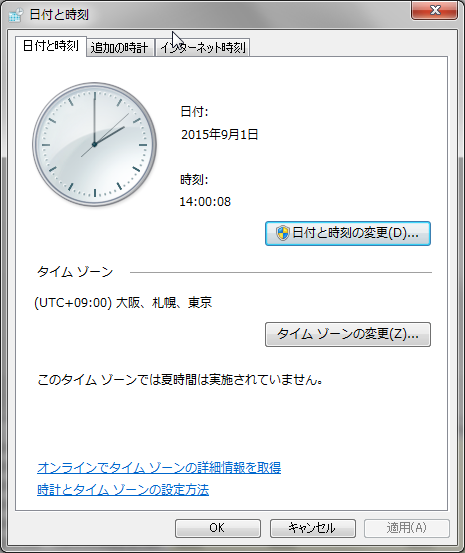 日付と時刻
日付と時刻 追加の時計 インターネット時刻
日付:
2015年9月1日
時刻:
14:00:08
日付と時刻の変更(D)...
タイム ゾーン
(UTC+09:00) 大阪、札幌、東京
タイム ゾーンの変更(Z)...
このタイム ゾーンでは夏時間は実施されていません。
オンラインでタイム ゾーンの詳細情報を取得
時計とタイム ゾーンの設定方法
OK キャンセル 適用(A)